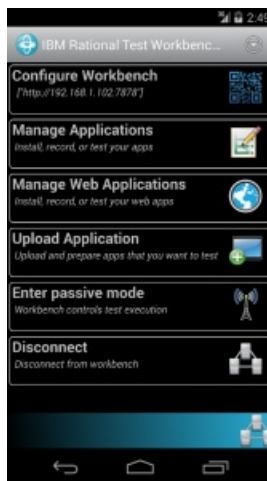 2:49
IBM Rational Test Workbenc...
Configure Workbench
["http://192.168.1.102:7878"]
Manage Applications
Install, record, or test your apps
Manage Web Applications
Install, record, or test your web apps
Upload Application
Upload and prepare apps that you want to test
Enter passive mode
Workbench controls test execution
Disconnect
Disconnect from workbench